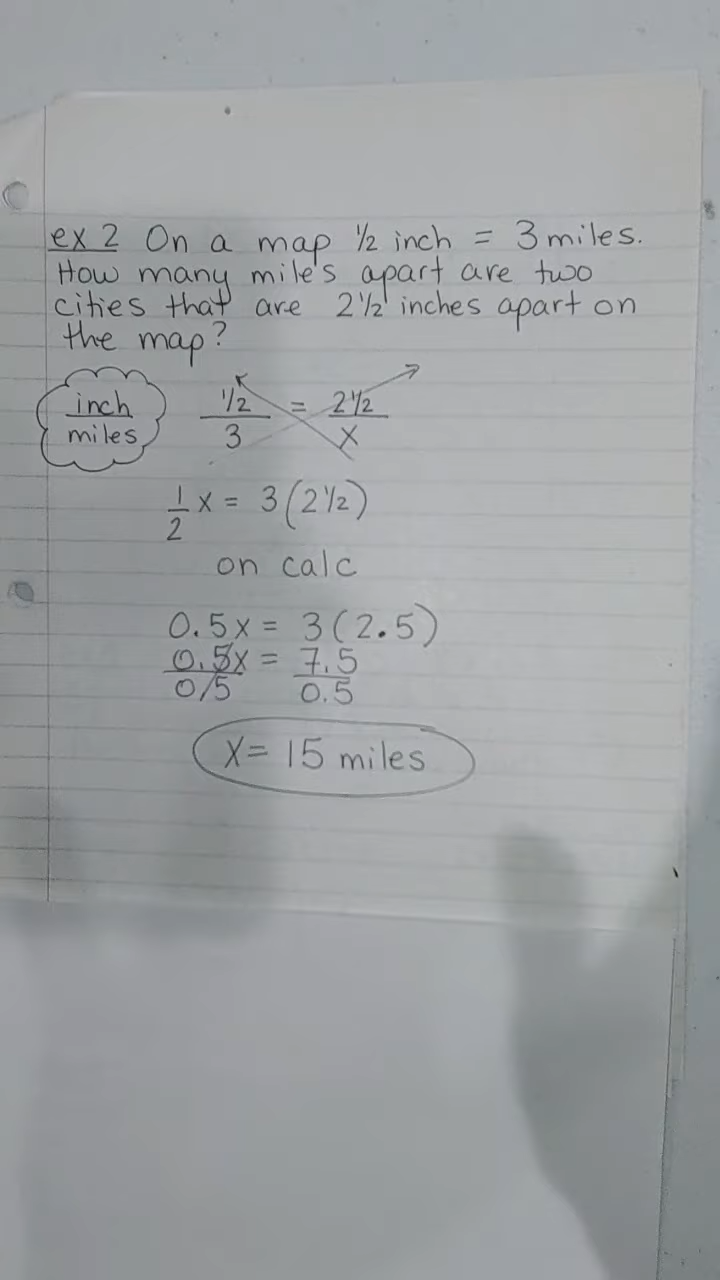 ex 2 On a map ½ inch = 3 miles.
How many miles apart are two
cities that are 2½ inches apart on
the map?
inch
miles
½ = 2½
3 X
1/2 x = 3(2½)
on calc
0.5x = 3(2.5)
0.5x = 7.5
0.5 0.5
x = 15 miles